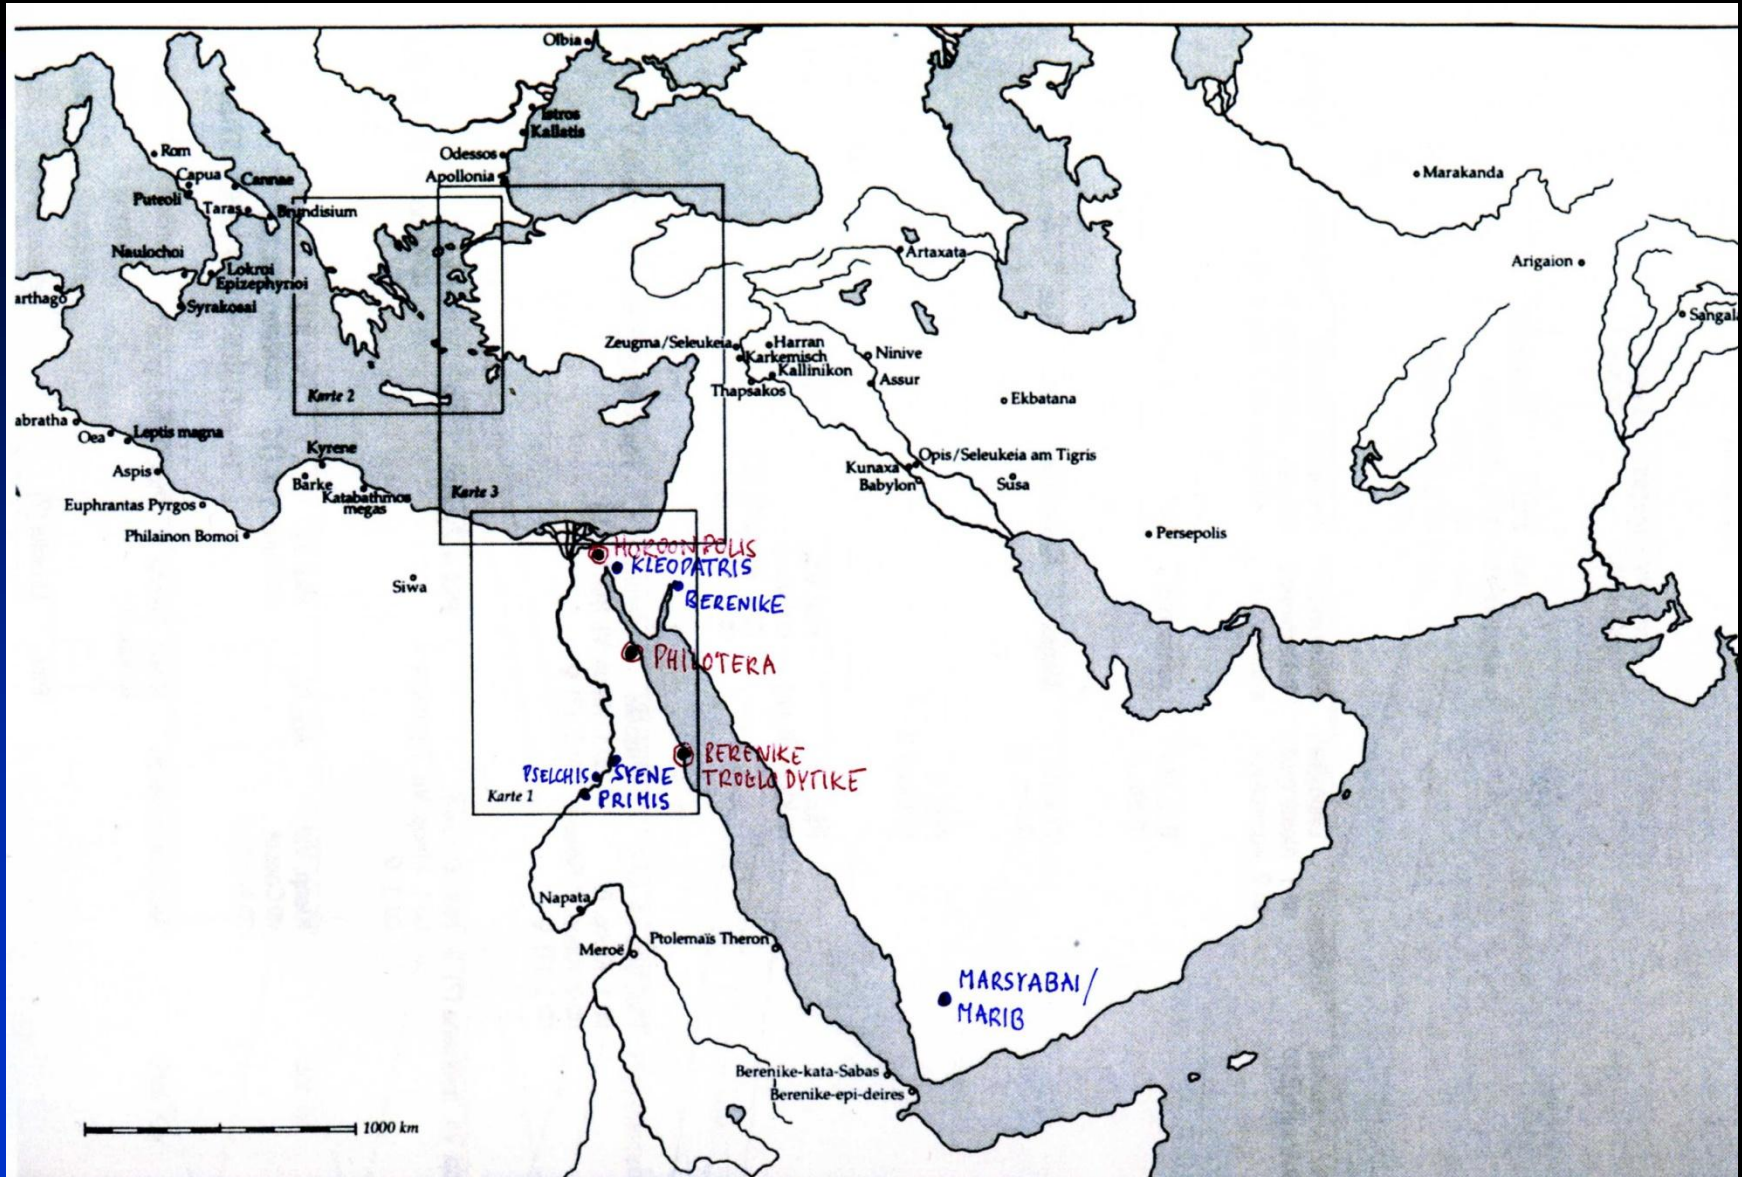 Olbia
Istros
Kallatis
Odessos
Apollonia
Rom
Capua
Cannae
Puteoli
Taras
Brundisium
Marakanda
Naulochoi
Lokroi
Epizephyrioi
Artaxata
Arigaion
arthago
Syrakosai
Sangal
Zeugma/Seleukeia
Harran
Karkemisch
Kallinikon
Thapsakos
Ninive
Assur
Karte 2
Ekbatana
abratha
Oea
Leptis magna
Kyrene
Aspis
Barke
Katabathmos
megas
Karte 3
Opis/Seleukeia am Tigris
Kunaxa
Babylon
Susa
Euphrantas Pyrgos
Philainon Bomoi
Persepolis
KLEOPATRIS
Siwa
BERENIKE
PHILOTERA
BERENIKE
TROGLODYTIKE
PSELCHIS
SYENE
PRIMIS
Karte 1
Napata
Meroë
Ptolemaïs Theron
MARSYABAI/
MARIB
Berenike-kata-Sabas
Berenike-epi-deires
1000 km